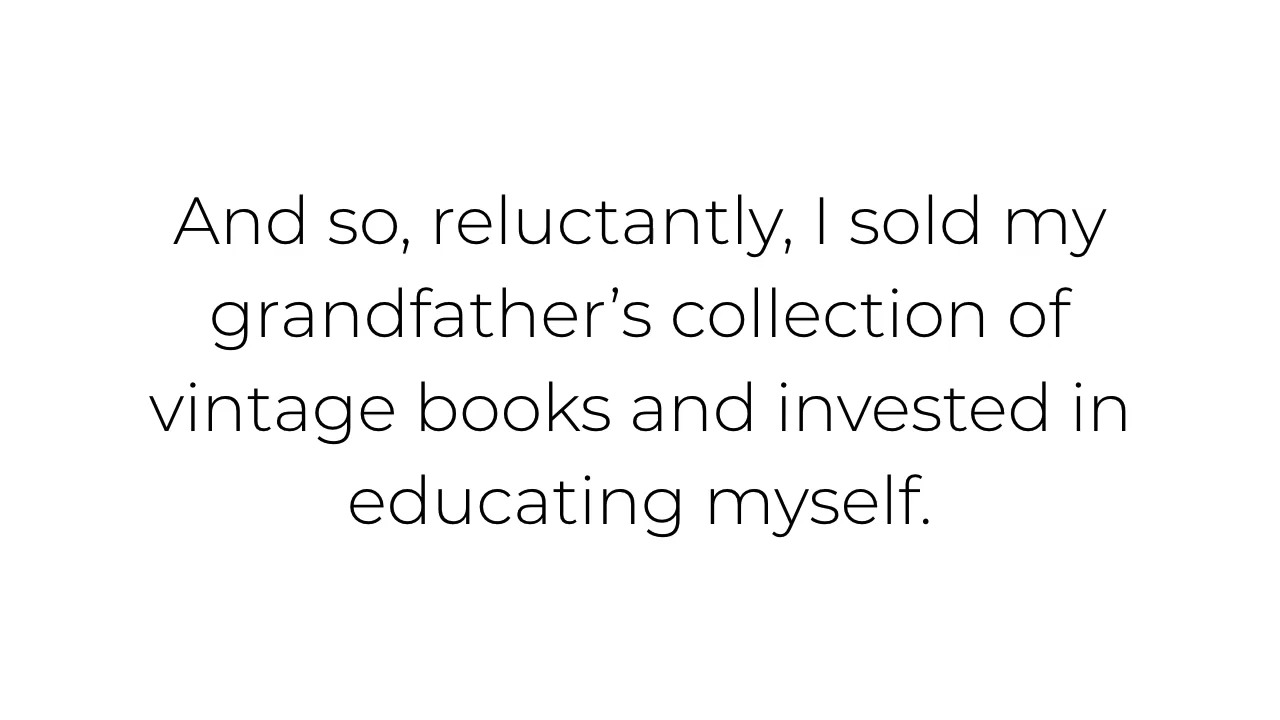 And so, reluctantly, I sold my
grandfather’s collection of
vintage books and invested in
educating myself.